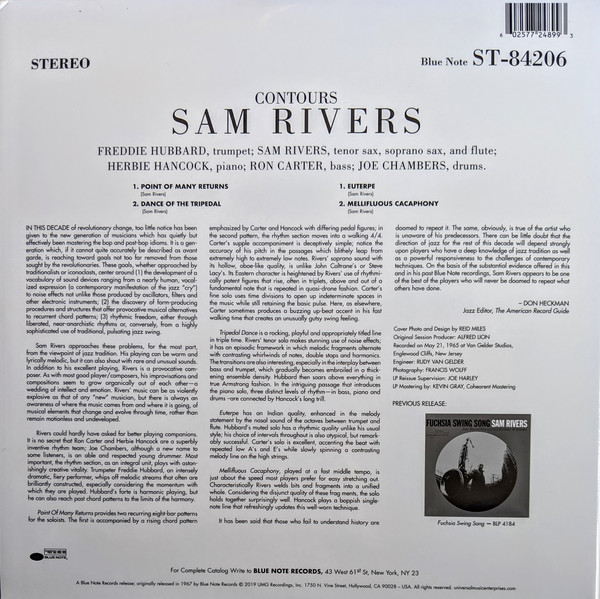 6 02577 24899 3
STEREO
Blue Note ST-84206
CONTOURS
SAM RIVERS
FREDDIE HUBBARD, trumpet; SAM RIVERS, tenor sax, soprano sax, and flute;
HERBIE HANCOCK, piano; RON CARTER, bass; JOE CHAMBERS, drums.
1. POINT OF MANY RETURNS
(Sam Rivers)
2. DANCE OF THE TRIPEDAL
(Sam Rivers)
1. EUTERPE
(Sam Rivers)
2. MELLIFLUOUS CACAPHONY
(Sam Rivers)
IN THIS DECADE of revolutionary change, too little notice has been
given to the new generation of musicians which has quietly but
effectively been mastering the bop and post-bop idioms. It is a gen-
eration which, if it cannot quite accurately be described as avant
garde, is reaching toward goals not too far removed from those
sought by the revolutionaries. These goals, whether approached by
traditionalists or iconoclasts, center around (1) the development of a
vocabulary of sound devices ranging from a nearly human, vocal-
ized expression (a contemporary manifestation of the jazz "cry")
to noise effects not unlike those produced by oscillators, filters and
other electronic instruments; (2) the discovery of form-producing
procedures and structures that offer provocative musical alternatives
to recurrent chord patterns; (3) rhythmic freedom, either through
liberated, near-anarchistic rhythms or, conversely, from a highly
sophisticated use of traditional, pulsating jazz swing.
Sam Rivers approaches these problems, for the most part,
from the viewpoint of jazz tradition. His playing can be warm and
lyrically melodic, but it can also shout with rare and unusual sounds.
In addition to his excellent playing, Rivers is a provocative com-
poser. As with most good player/composers, his improvisations and
compositions seem to grow organically out of each other—a
wedding of intellect and emotion. Rivers' music can be as violently
explosive as that of any "new" musician, but there is always an
awareness of where the music comes from and where it is going, of
musical elements that change and evolve through time, rather than
remain motionless and undeveloped.
Rivers could hardly have asked for better playing companions.
It is no secret that Ron Carter and Herbie Hancock are a superbly
inventive rhythm team; Joe Chambers, although a new name to
some listeners, is an able and respected young drummer. Most
important, the rhythm section, as an integral unit, plays with aston-
ishingly creative vitality. Trumpeter Freddie Hubbard, an intensely
dramatic, fiery performer, whips off melodic streams that often are
brilliantly constructed, especially considering the momentum with
which they are played. Hubbard's forte is harmonic playing, but
he can also reach past chord patterns to the limits of the harmony.
Point Of Many Returns provides two recurring eight-bar patterns
for the soloists. The first is accompanied by a rising chord pattern
emphasized by Carter and Hancock with differing pedal figures; in
the second pattern, the rhythm section moves into a walking 4/4.
Carter's supple accompaniment is deceptively simple; notice the
accuracy of his pitch in the passages which blithely leap from
extremely high to extremely low notes. Rivers' soprano sound with
its hollow, oboe-like quality, is unlike John Coltrane's or Steve
Lacy's. Its Eastern character is heightened by Rivers' use of rhythmi-
cally potent figures that rise, often in triplets, above and out of a
fundamental note that is repeated in quasi-drone fashion. Carter's
fine solo uses time divisions to open up indeterminate spaces in
the music while still retaining the basic pulse. Here, as elsewhere,
Carter sometimes produces a buzzing up-beat accent in his fast
walking time that creates an unusually gutsy swing feeling.
Tripedal Dance is a rocking, playful and appropriately titled line
in triple time. Rivers' tenor solo makes stunning use of noise effects;
it has an episodic framework in which melodic fragments alternate
with contrasting whirlwinds of notes, double stops and harmonics.
The transitions are also interesting, especially in the interplay between
bass and trumpet, which gradually becomes embroiled in a thick-
ening ensemble density. Hubbard then soars above everything in
true Armstrong fashion. In the intriguing passage that introduces
the piano solo, three distinct levels of rhythm—in bass, piano and
drums—are connected by Hancock's long trill.
Euterpe has an Indian quality, enhanced in the melody
statement by the nasal sound of the octaves between trumpet and
flute. Hubbard's muted solo has a rhythmic quality unlike his usual
style; his choice of intervals throughout is also atypical, but remark-
ably successful. Carter's solo is excellent, accenting the beat with
repeated low A's and E's while slowly spinning a contrasting
melody line on the high strings.
Mellifluous Cacaphony, played at a fast middle tempo, is
just about the speed most players prefer for easy stretching out.
Characteristically Rivers welds bits and fragments into a unified
whole. Considering the disjunct quality of these frag ments, the solo
holds together surprisingly well. Hancock plays a boppish single-
note line that refreshingly updates this well-worn technique.
It has been said that those who fail to understand history are
doomed to repeat it. The same, obviously, is true of the artist who
is unaware of his predecessors. There can be little doubt that the
direction of jazz for the rest of this decade will depend strongly
upon players who have a deep knowledge of jazz tradition as well
as a powerful responsiveness to the challenges of contemporary
techniques. On the basis of the substantial evidence offered in this
and in his past Blue Note recordings, Sam Rivers appears to be one
of the best of the players who will never be doomed to repeat what
others have done.
– DON HECKMAN
Jazz Editor, The American Record Guide
Cover Photo and Design by REID MILES
Original Session Producer: ALFRED LION
Recorded on May 21, 1965 at Van Gelder Studios,
Englewood Cliffs, New Jersey
Engineer: RUDY VAN GELDER
Photography: FRANCIS WOLFF
LP Reissue Supervision: JOE HARLEY
LP Mastering by: KEVIN GRAY, Cohearent Mastering
PREVIOUS RELEASE:
FUCHSIA SWING SONG SAM RIVERS
Fuchsia Swing Song — BLP 4184
BLUE NOTE
For Complete Catalog Write to BLUE NOTE RECORDS, 43 West 61st St, New York, NY 23
A Blue Note Records release; originally released in 1967 by Blue Note © 2019 UMG Recordings, Inc. 1750 N. Vine Street, Hollywood, CA 90028 – USA. All rights reserved. universalmusicenterprises.com